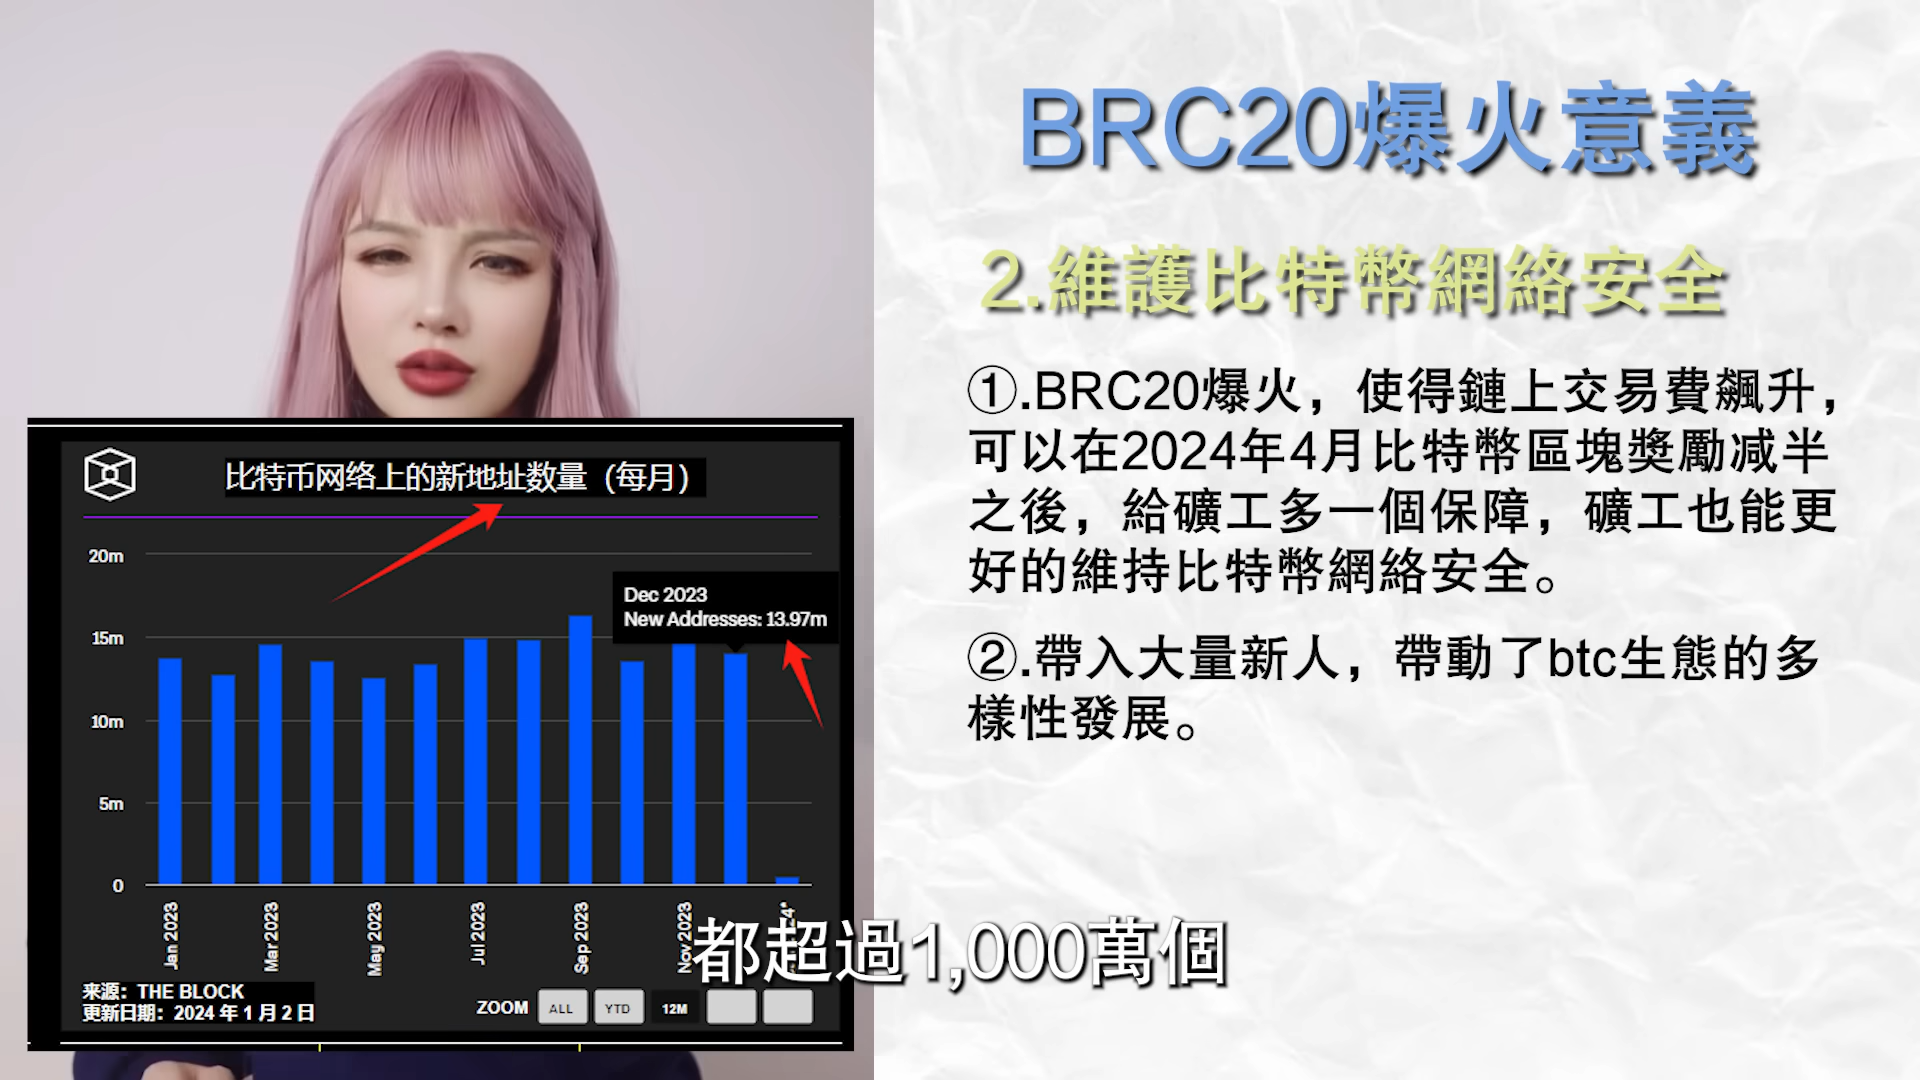 BRC20爆火意義
2.維護比特幣網絡安全
①.BRC20爆火，使得鏈上交易費飆升，
可以在2024年4月比特幣區塊獎勵减半
之後，給礦工多一個保障，礦工也能更
好的維持比特幣網絡安全。
②.帶入大量新人，帶動了btc生態的多
樣性發展。
比特币网络上的新地址数量（每月）
20m
15m
10m
5m
0
Dec 2023
New Addresses: 13.97m
Jan 2023
Mar 2023
May 2023
Jul 2023
Sep 2023
Nov 2023
来源：THE BLOCK
更新日期：2024 年 1 月 2 日
ZOOM
ALL
YTD
12M
都超過1,000萬個